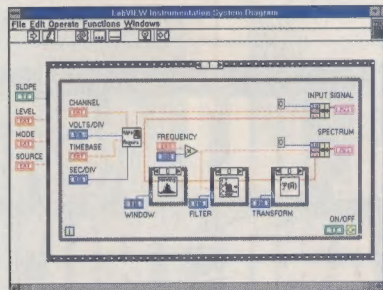 LabVIEW Instrumentation System Diagram
File Edit Operate Functions Windows
SLOPE
LEVEL
MODE
SOURCE
CHANNEL
VOLTS/DIV
TIMEBASE
SEC/DIV
FREQUENCY
INPUT SIGNAL
SPECTRUM
WINDOW
FILTER
TRANSFORM
ON/OFF